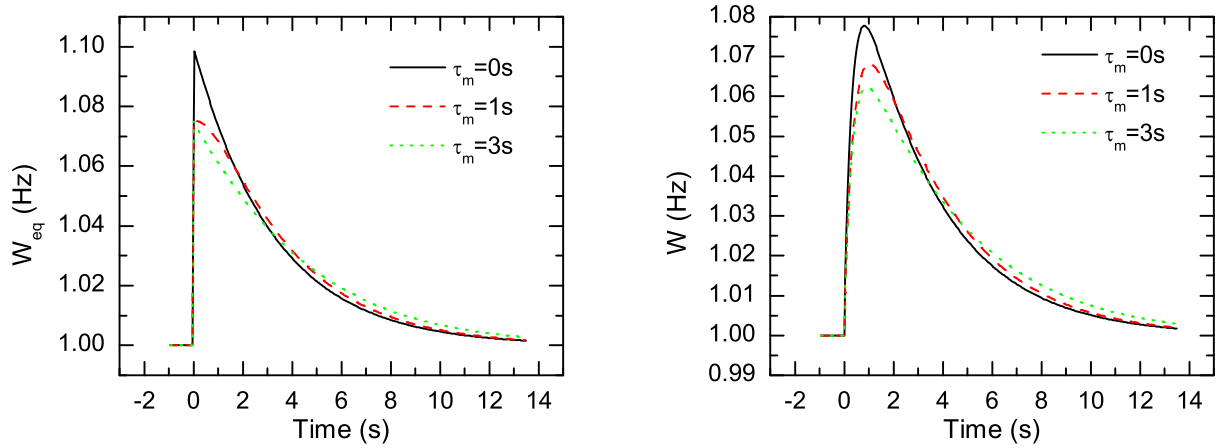 1.10
1.08
1.06
1.04
1.02
1.00
W_eq (Hz)
τ_m=0s
τ_m=1s
τ_m=3s
-2 0 2 4 6 8 10 12 14
Time (s)
1.08
1.07
1.06
1.05
1.04
1.03
1.02
1.01
1.00
0.99
W (Hz)
τ_m=0s
τ_m=1s
τ_m=3s
-2 0 2 4 6 8 10 12 14
Time (s)